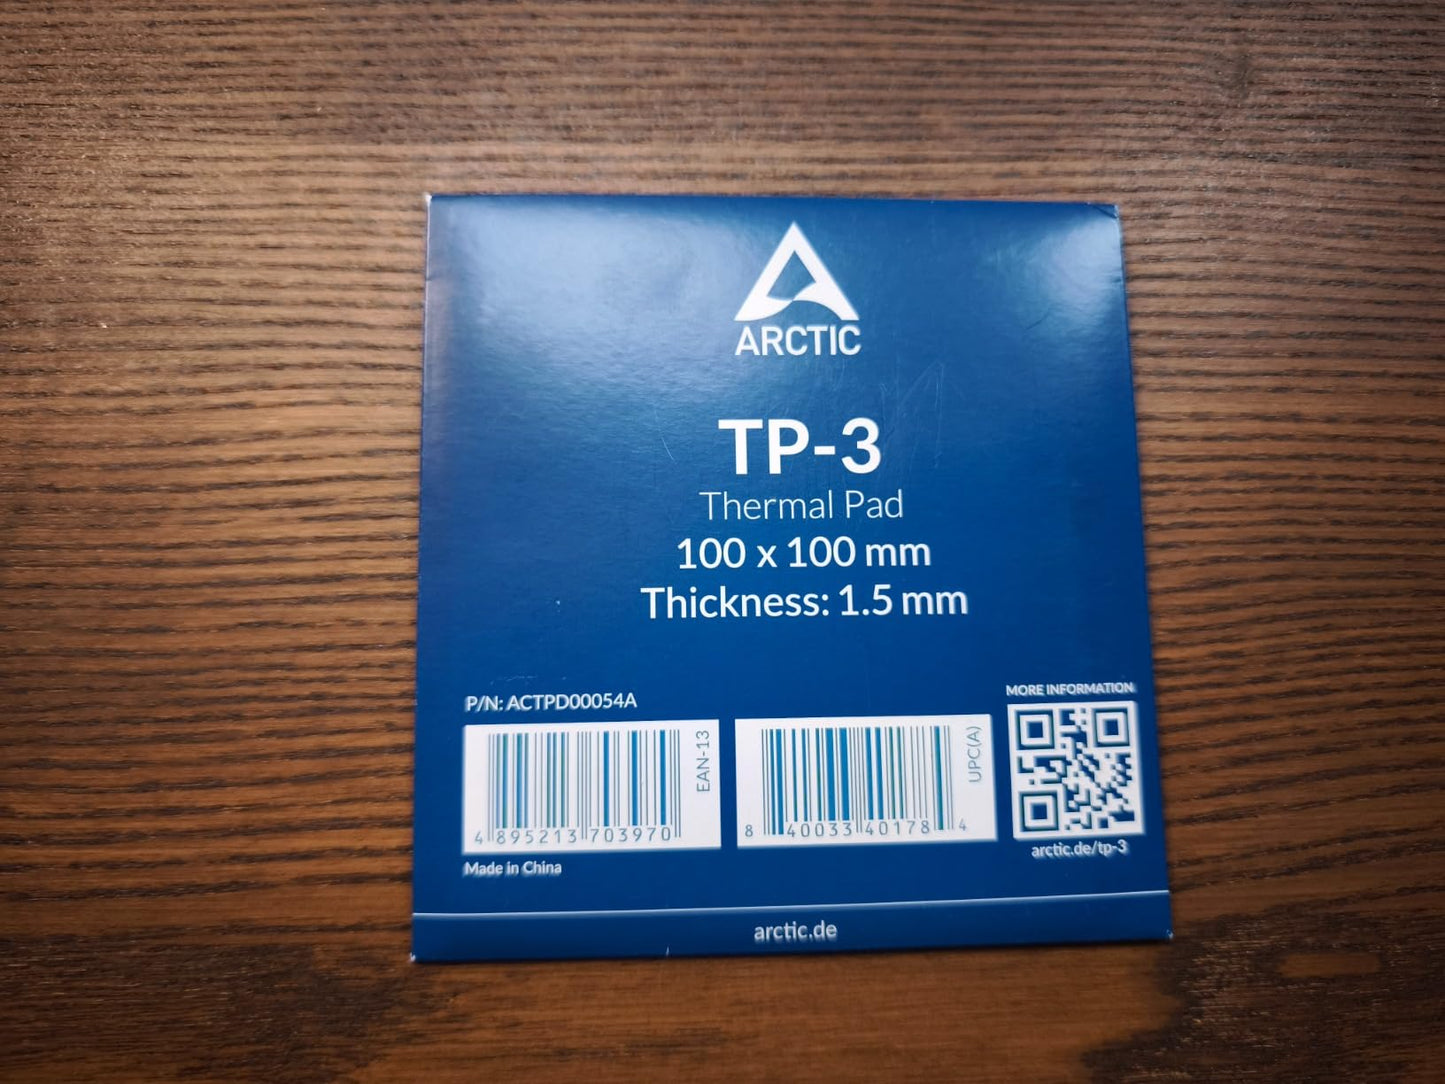 ARCTIC
TP-3
Thermal Pad
100 x 100 mm
Thickness: 1.5 mm
P/N: ACTPD00054A
MORE INFORMATION
EAN-13
4 895213 703970
UPC(A)
8 40033 40178 4
arctic.de/tp-3
Made in China
arctic.de